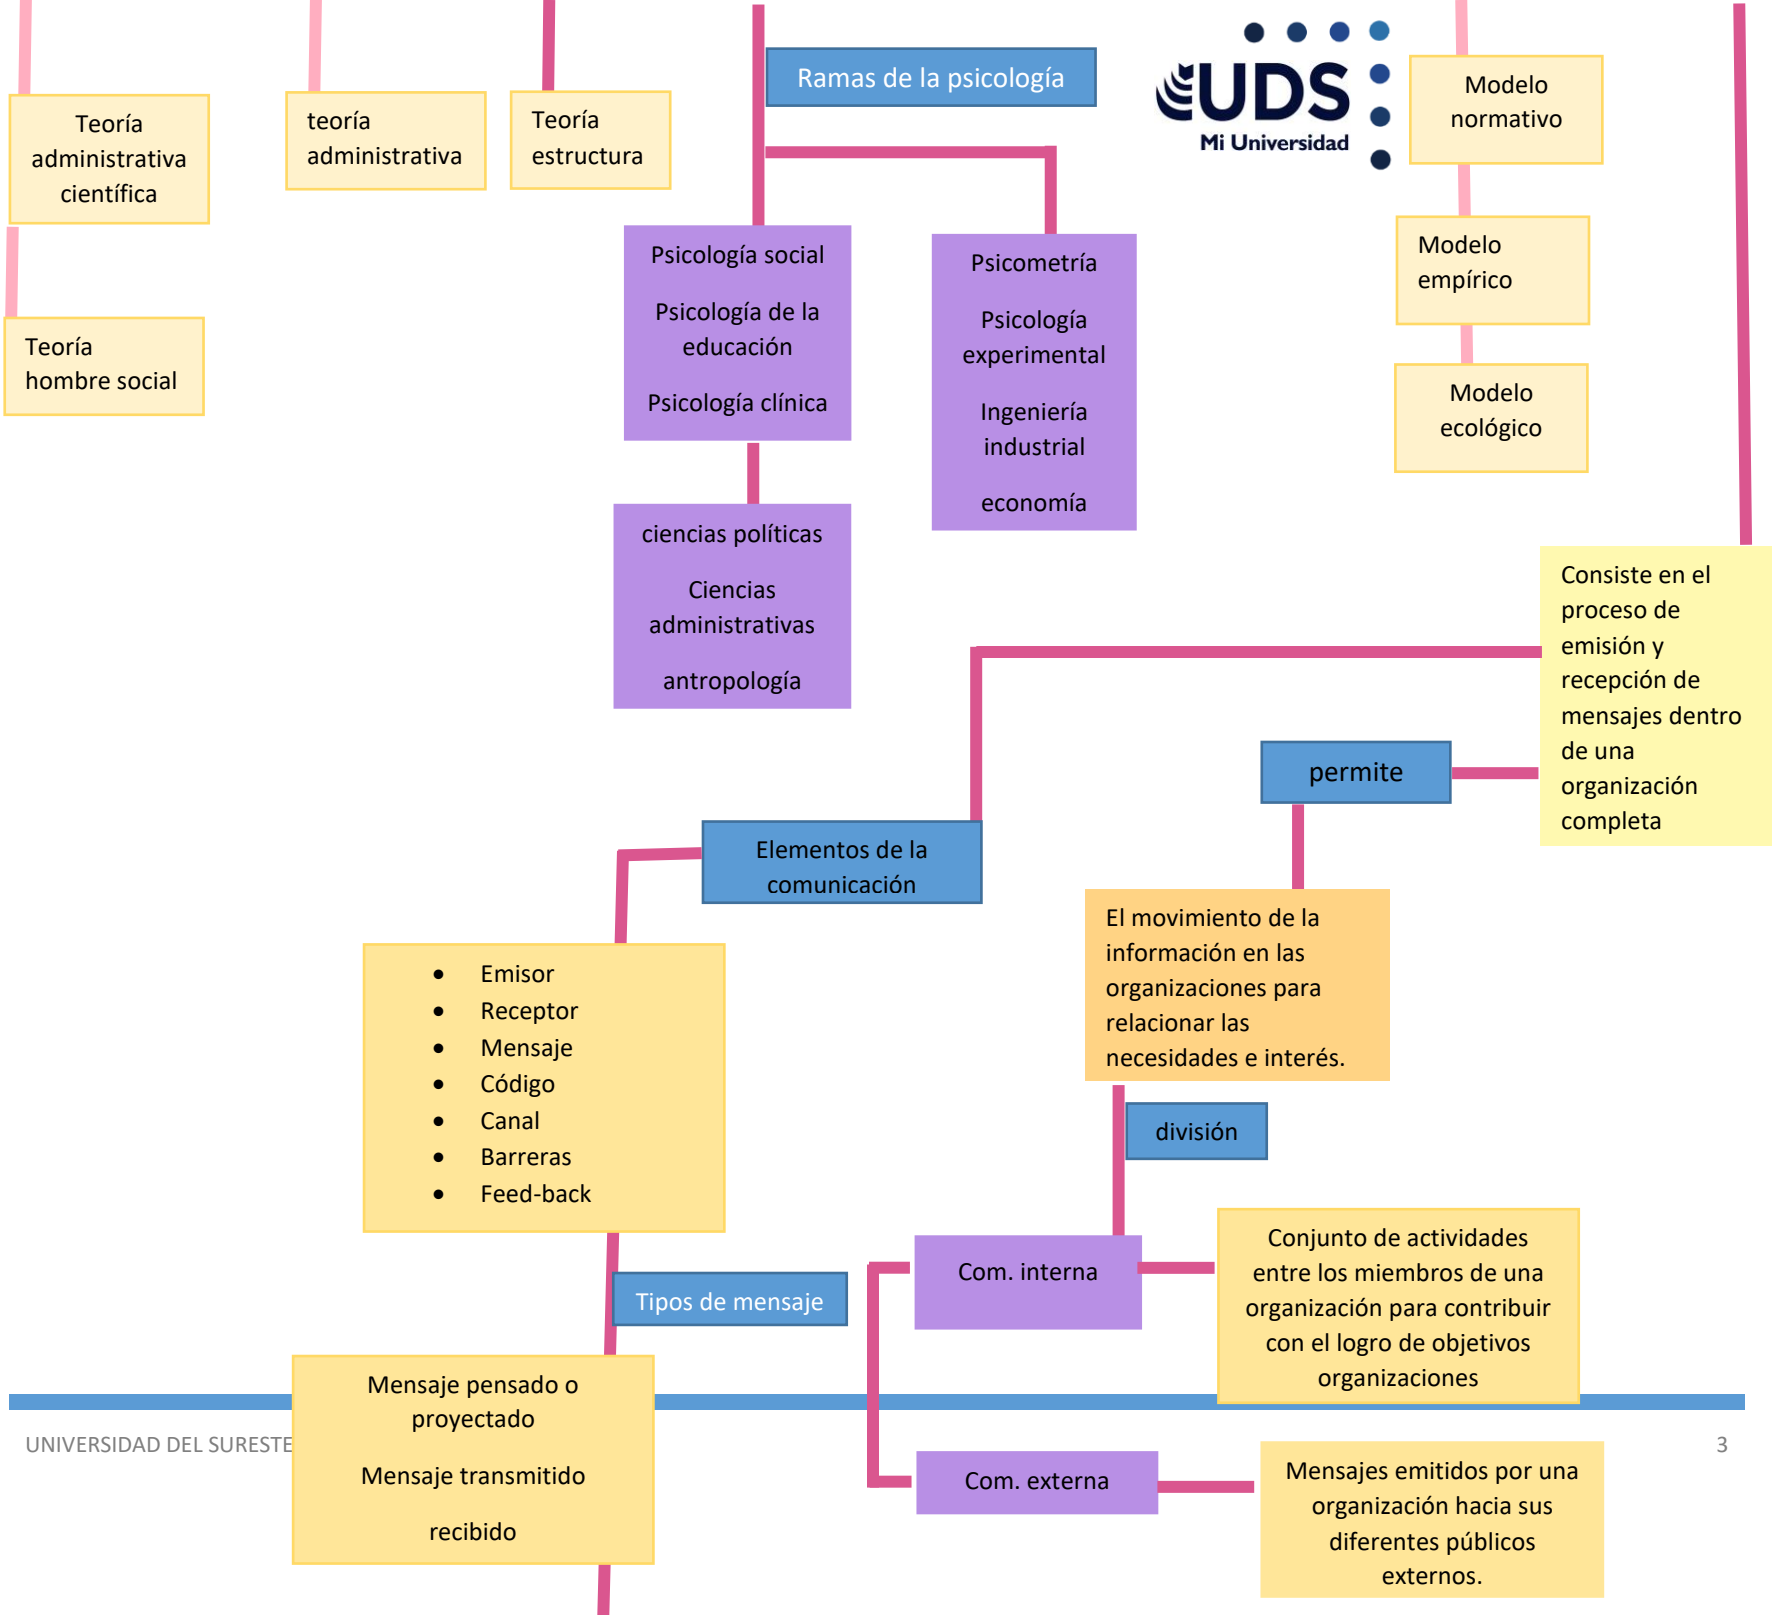 Ramas de la psicología
UDS
Mi Universidad
Teoría
administrativa
científica
teoría
administrativa
Teoría
estructura
Modelo
normativo
Psicología social
Psicología de la
educación
Psicología clínica
Psicometría
Psicología
experimental
Ingeniería
industrial
economía
Modelo
empírico
Teoría
hombre social
Modelo
ecológico
ciencias políticas
Ciencias
administrativas
antropología
Consiste en el
proceso de
emisión y
recepción de
mensajes dentro
de una
organización
completa
permite
Elementos de la
comunicación
El movimiento de la
información en las
organizaciones para
relacionar las
necesidades e interés.
• Emisor
• Receptor
• Mensaje
• Código
• Canal
• Barreras
• Feed-back
división
Com. interna
Conjunto de actividades
entre los miembros de una
organización para contribuir
con el logro de objetivos
organizaciones
Tipos de mensaje
Mensaje pensado o
proyectado
Mensaje transmitido
recibido
Com. externa
Mensajes emitidos por una
organización hacia sus
diferentes públicos
externos.
UNIVERSIDAD DEL SURESTE
3